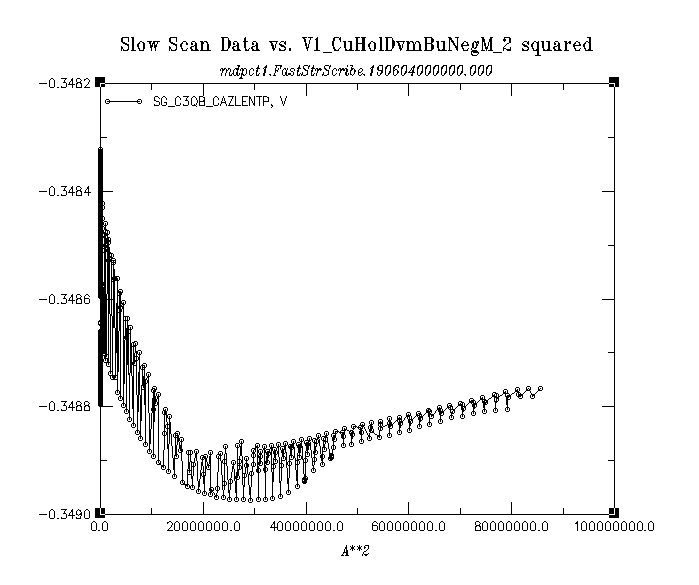 Slow Scan Data vs. V1_CuHolDvmBuNegM_2 squared
mdpct1.FastStrScribe.190604000000.000
-0.3482
SG_C3QB_CAZLENTP, V
-0.3484
-0.3486
-0.3488
-0.3490
0.0 20000000.0 40000000.0 60000000.0 80000000.0 100000000.0
A**2